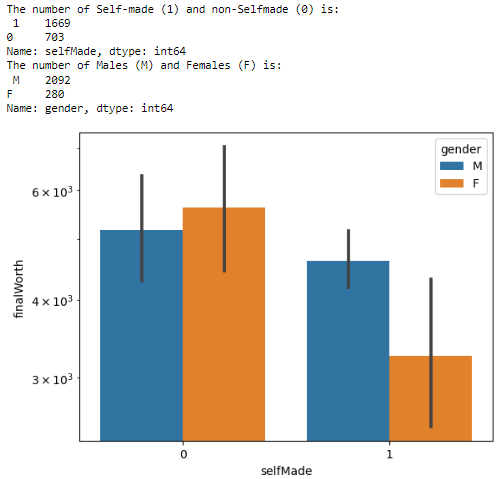 The number of Self-made (1) and non-Selfmade (0) is:
 1    1669
0     703
Name: selfMade, dtype: int64
The number of Males (M) and Females (F) is:
 M    2092
F     280
Name: gender, dtype: int64
gender
M
F
6 × 10³
4 × 10³
3 × 10³
finalWorth
0 1
selfMade